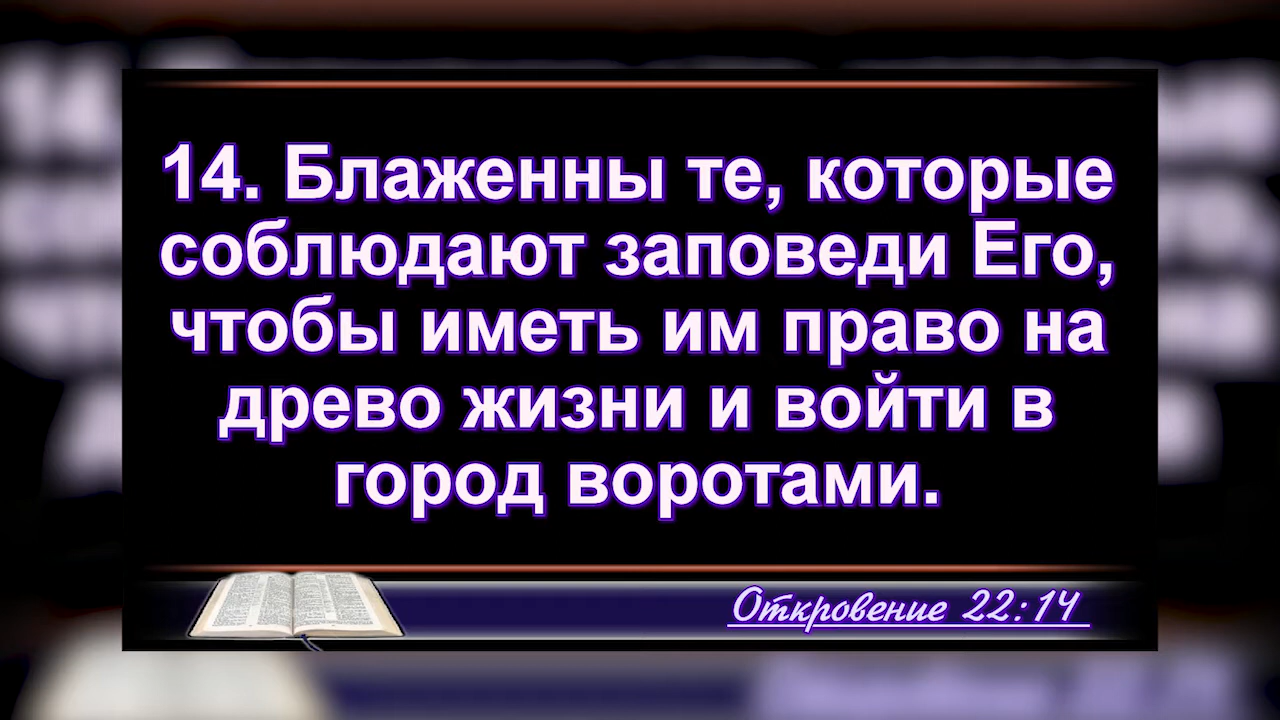 14. Блаженны те, которые
соблюдают заповеди Его,
чтобы иметь им право на
древо жизни и войти в
город воротами.
Откровение 22:14